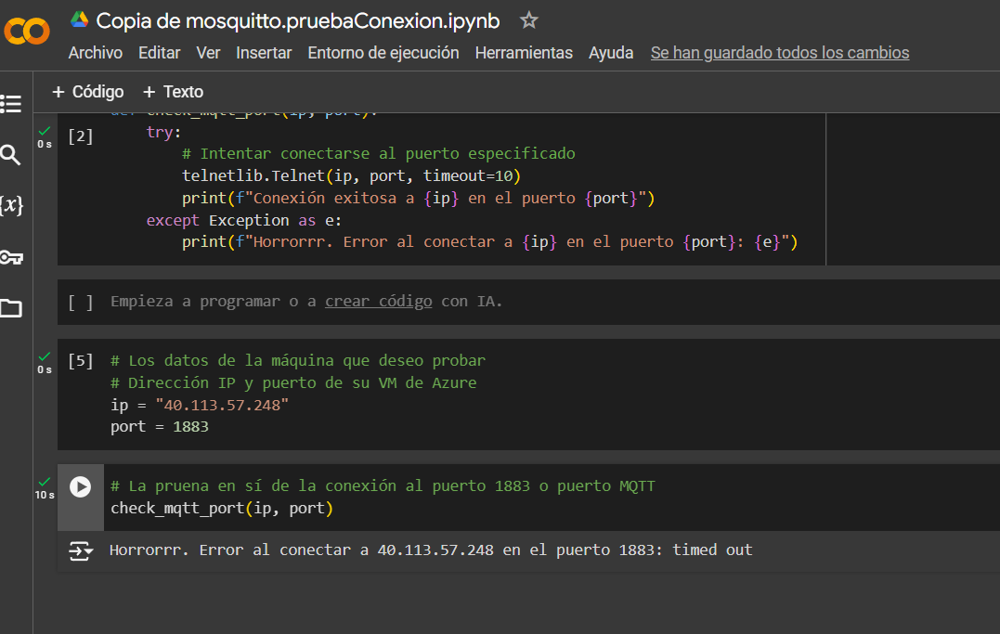 Copia de mosquitto.pruebaConexion.ipynb
Archivo Editar Ver Insertar Entorno de ejecución Herramientas Ayuda Se han guardado todos los cambios
+ Código + Texto
def check_mqtt_port(ip, port):
[2] try:
0 s
# Intentar conectarse al puerto especificado
telnetlib.Telnet(ip, port, timeout=10)
{x}
print(f"Conexión exitosa a {ip} en el puerto {port}")
except Exception as e:
print(f"Horrorrr. Error al conectar a {ip} en el puerto {port}: {e}")
[ ] Empieza a programar o a crear código con IA.
[5] # Los datos de la máquina que deseo probar
0 s
# Dirección IP y puerto de su VM de Azure
ip = "40.113.57.248"
port = 1883
# La pruena en sí de la conexión al puerto 1883 o puerto MQTT
10 s
check_mqtt_port(ip, port)
Horrorrr. Error al conectar a 40.113.57.248 en el puerto 1883: timed out